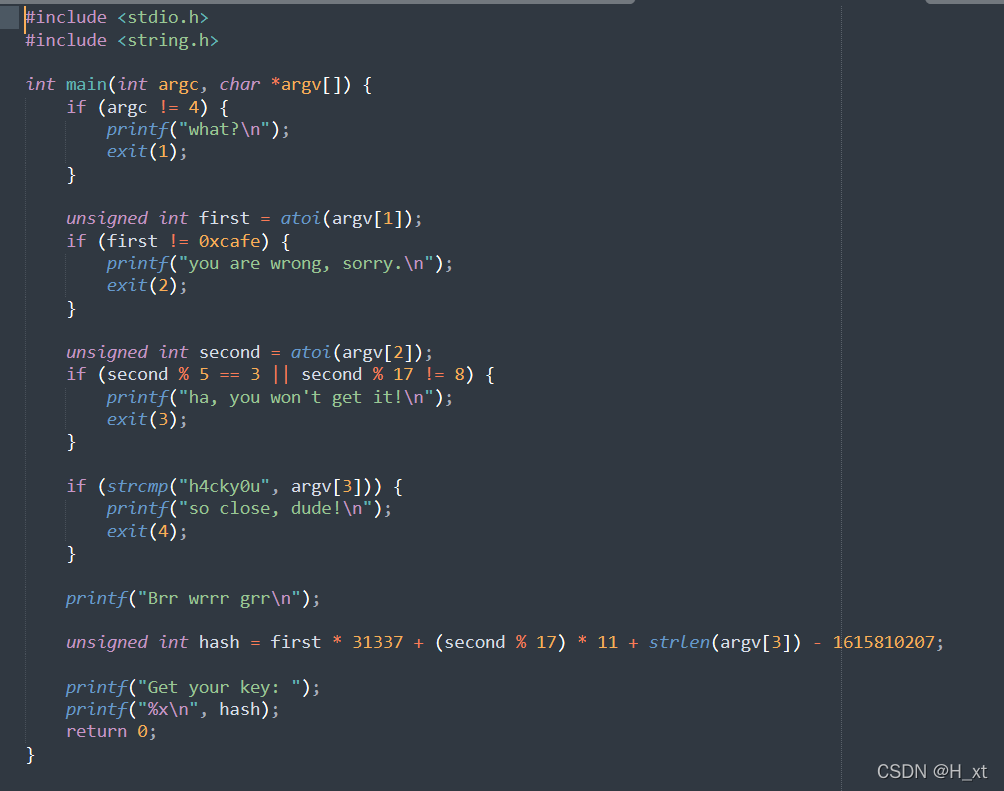 #include <stdio.h>
#include <string.h>
int main(int argc, char *argv[]) {
if (argc != 4) {
printf("what?\n");
exit(1);
}
unsigned int first = atoi(argv[1]);
if (first != 0xcafe) {
printf("you are wrong, sorry.\n");
exit(2);
}
unsigned int second = atoi(argv[2]);
if (second % 5 == 3 || second % 17 != 8) {
printf("ha, you won't get it!\n");
exit(3);
}
if (strcmp("h4cky0u", argv[3])) {
printf("so close, dude!\n");
exit(4);
}
printf("Brr wrrr grr\n");
unsigned int hash = first * 31337 + (second % 17) * 11 + strlen(argv[3]) - 1615810207;
printf("Get your key: ");
printf("%x\n", hash);
return 0;
}
CSDN @H_xt